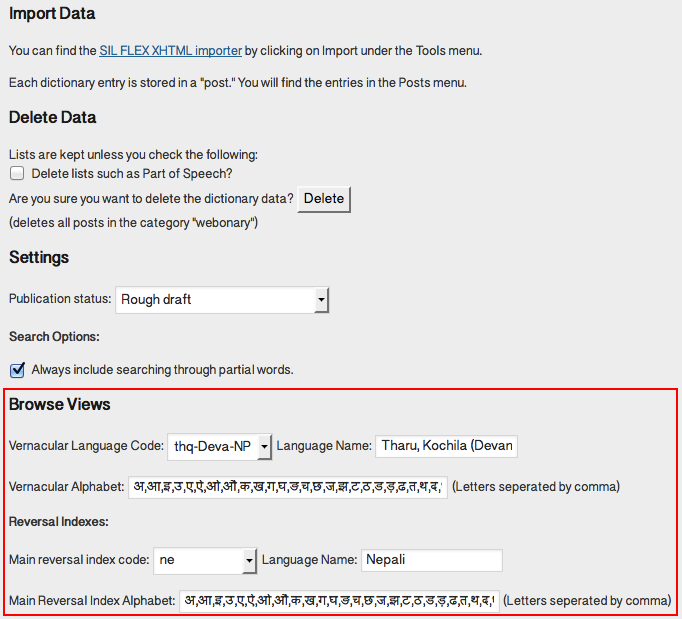 Import Data
You can find the SIL FLEX XHTML importer by clicking on Import under the Tools menu.
Each dictionary entry is stored in a "post." You will find the entries in the Posts menu.
Delete Data
Lists are kept unless you check the following:
Delete lists such as Part of Speech?
Are you sure you want to delete the dictionary data? Delete
(deletes all posts in the category "webonary")
Settings
Publication status: Rough draft
Search Options:
Always include searching through partial words.
Browse Views
Vernacular Language Code: thq-Deva-NP Language Name: Tharu, Kochila (Devan
Vernacular Alphabet: अ,आ,इ,उ,ए,ऐ,ओ,औ,क,ख,ग,घ,ङ,च,छ,ज,झ,ट,ठ,ड,ड़,ढ,त,थ,द, (Letters seperated by comma)
Reversal Indexes:
Main reversal index code: ne Language Name: Nepali
Main Reversal Index Alphabet: अ,आ,इ,उ,ए,ऐ,ओ,औ,क,ख,ग,घ,ङ,च,छ,ज,झ,ट,ठ,ड,ड़,ढ,त,थ,द, (Letters seperated by comma)